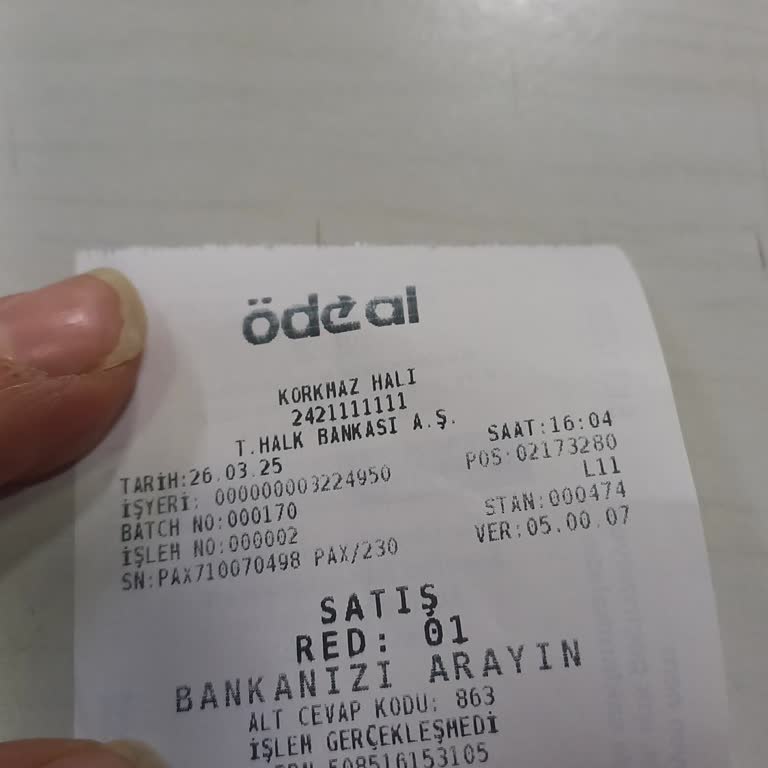 ödeal
KORKMAZ HALI
2421111111
T.HALK BANKASI A.Ş.
TARİH:26.03.25 SAAT:16:04
İŞYERİ: 000000003224950 POS:02173280
BATCH NO:000170 L11
İŞLEM NO:000002 STAN:000474
SN:PAX710070498 PAX/230 VER:05.00.07
SATIŞ
RED: 01
BANKANIZI ARAYIN
ALT CEVAP KODU: 863
İŞLEM GERÇEKLEŞMEDİ
508516153105